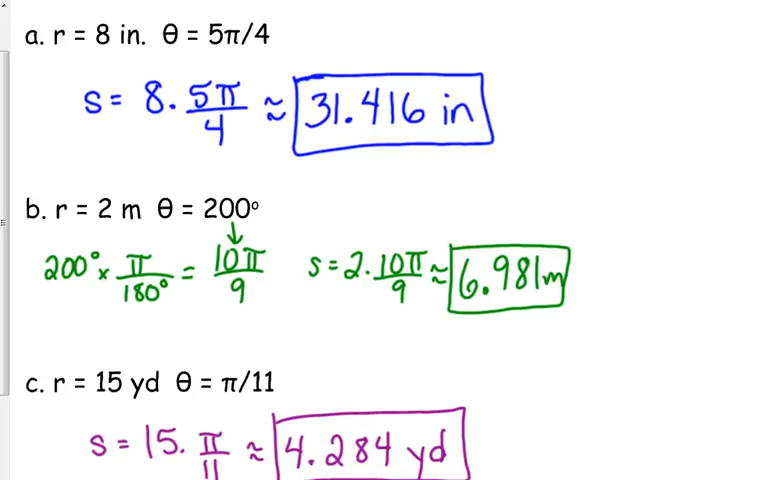 a. r = 8 in. θ = 5π/4
s = 8 · 5π/4 ≈ 31.416 in
b. r = 2 m θ = 200°
200° × π/180° = 10π/9 s = 2 · 10π/9 ≈ 6.981m
c. r = 15 yd θ = π/11
s = 15 · π/11 ≈ 4.284 yd